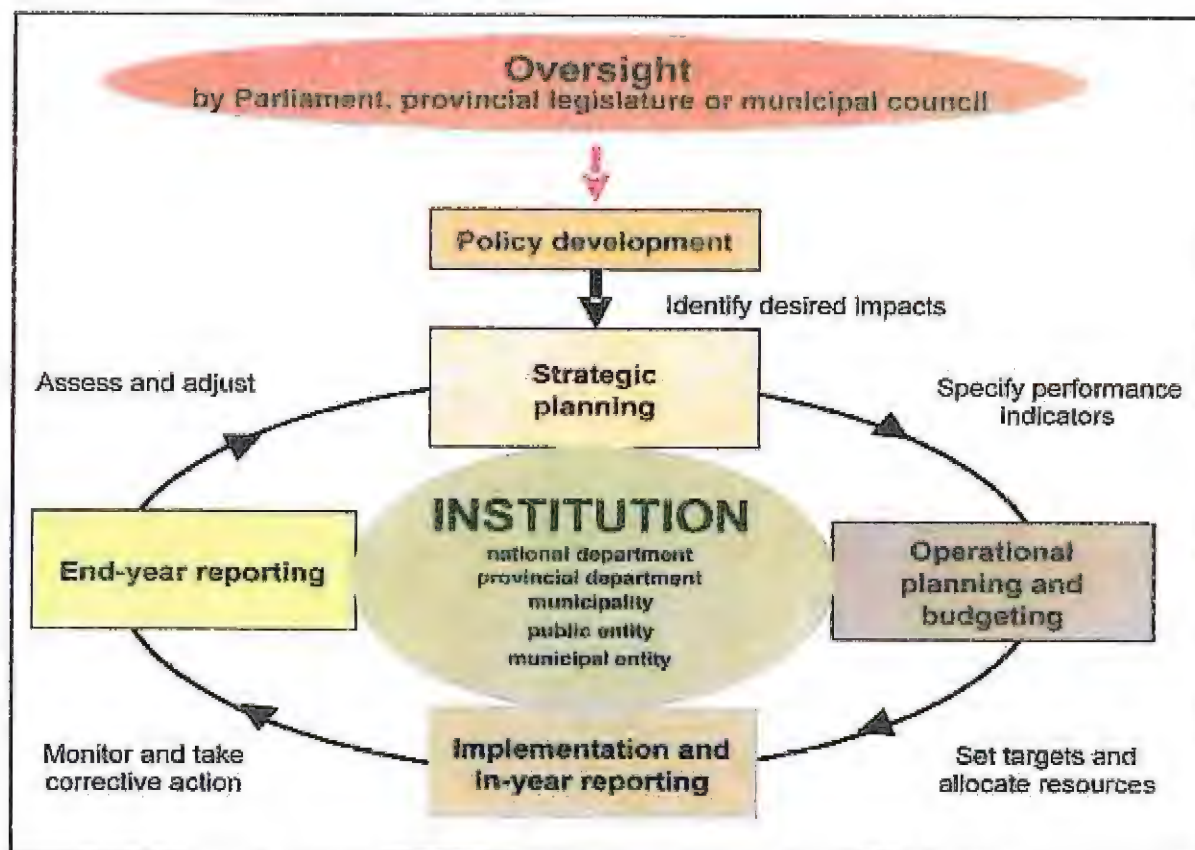 Oversight
by Parliament, provincial legislature or municipal council
Policy development
Identify desired impacts
Strategic
planning
Assess and adjust
Specify performance
indicators
INSTITUTION
national department
provincial department
municipality
public entity
municipal entity
End-year reporting
Operational
planning and
budgeting
Implementation and
in-year reporting
Monitor and take
corrective action
Set targets and
allocate resources